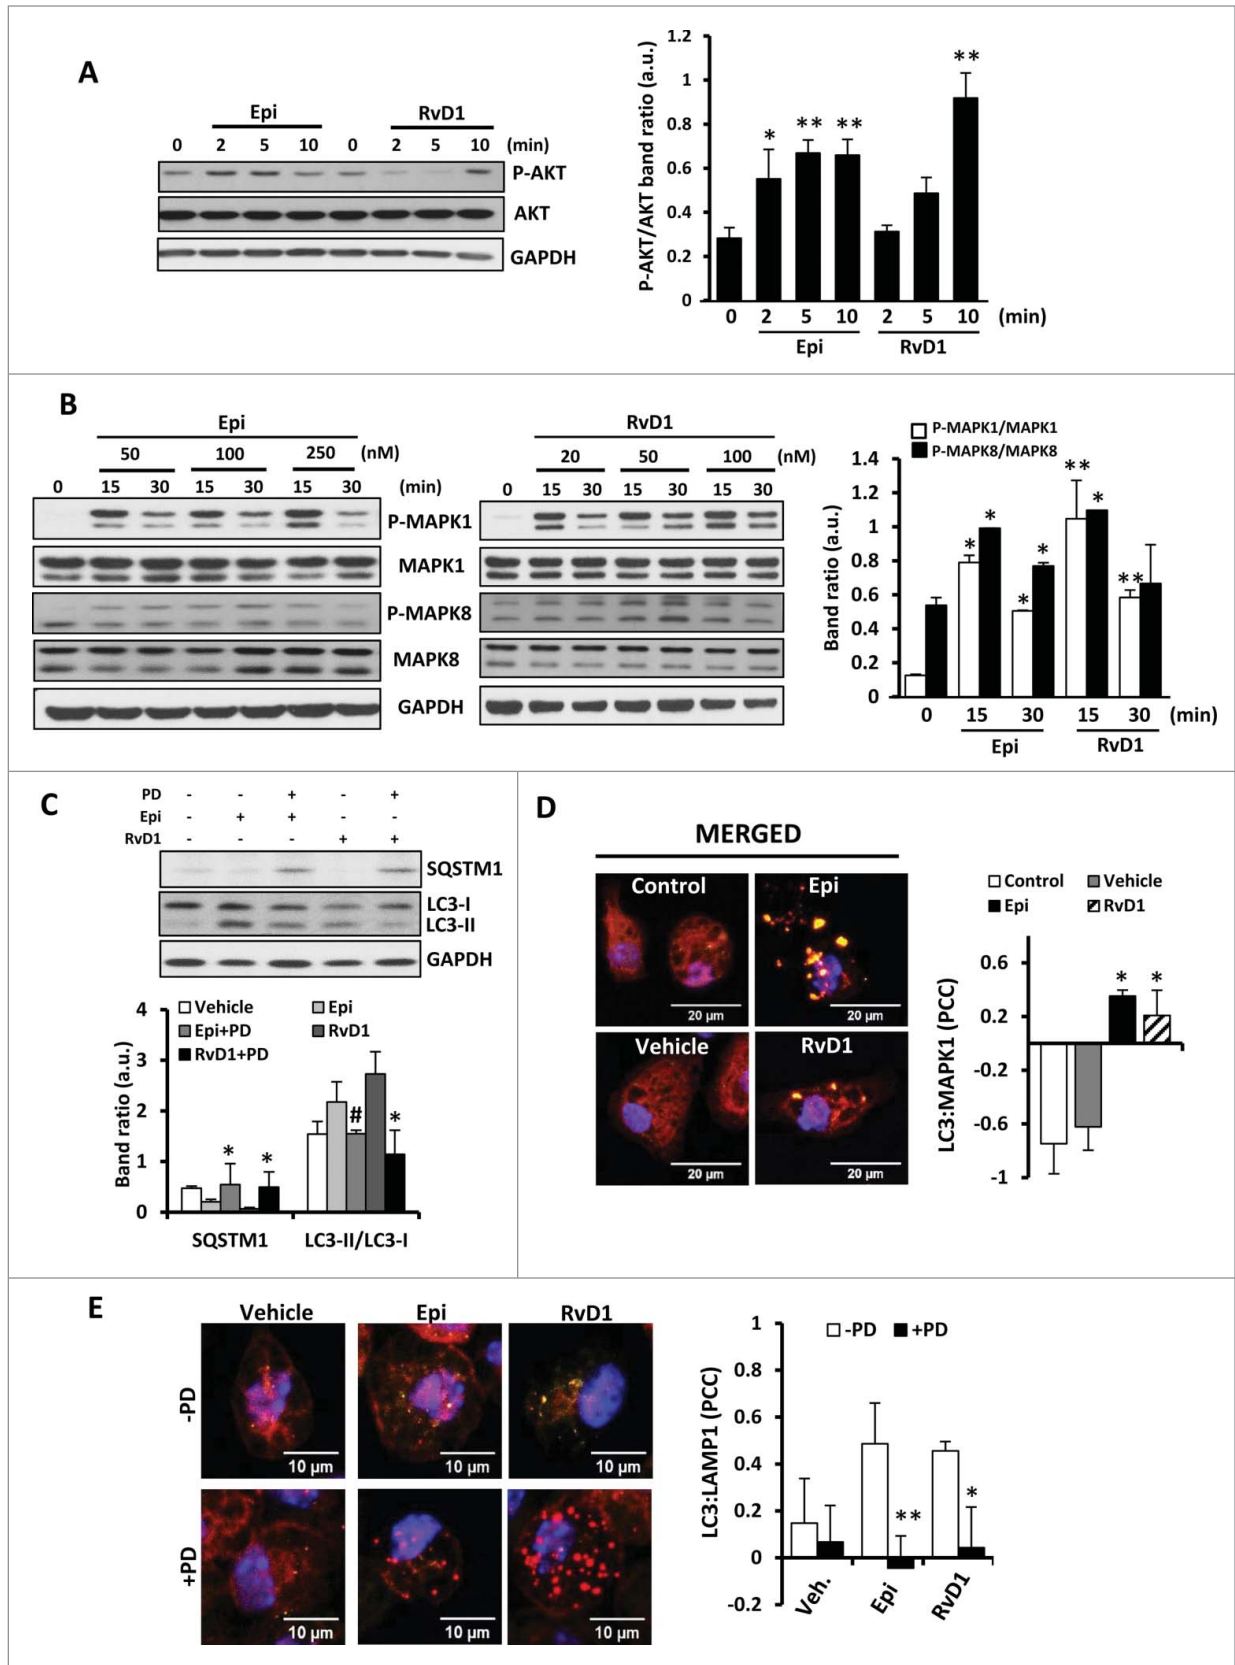 A
Epi RvD1
0 2 5 10 0 2 5 10 (min)
P-AKT
AKT
GAPDH
P-AKT/AKT band ratio (a.u.)
1.2
1
0.8
0.6
0.4
0.2
0
* ** ** **
0 2 5 10 2 5 10 (min)
Epi RvD1
B
Epi
50 100 250 (nM)
0 15 30 15 30 15 30 (min)
P-MAPK1
MAPK1
P-MAPK8
MAPK8
GAPDH
RvD1
20 50 100 (nM)
0 15 30 15 30 15 30
P-MAPK1/MAPK1
P-MAPK8/MAPK8
Band ratio (a.u.)
1.4
1.2
1
0.8
0.6
0.4
0.2
0
* * * * ** * **
0 15 30 15 30 (min)
Epi RvD1
C
PD - - + - +
Epi - + + - -
RvD1 - - - + +
SQSTM1
LC3-I
LC3-II
GAPDH
Band ratio (a.u.)
4
3
2
1
0
Vehicle Epi
Epi+PD RvD1
RvD1+PD
* * # *
SQSTM1 LC3-II/LC3-I
D
MERGED
Control Epi
20 µm 20 µm
Vehicle RvD1
20 µm 20 µm
Control Vehicle
Epi RvD1
LC3:MAPK1 (PCC)
0.6
0.2
-0.2
-0.6
-1
* *
E
Vehicle Epi RvD1
-PD
10 µm 10 µm 10 µm
+PD
10 µm 10 µm 10 µm
-PD +PD
LC3:LAMP1 (PCC)
1
0.8
0.6
0.4
0.2
0
-0.2
** *
Veh. Epi RvD1